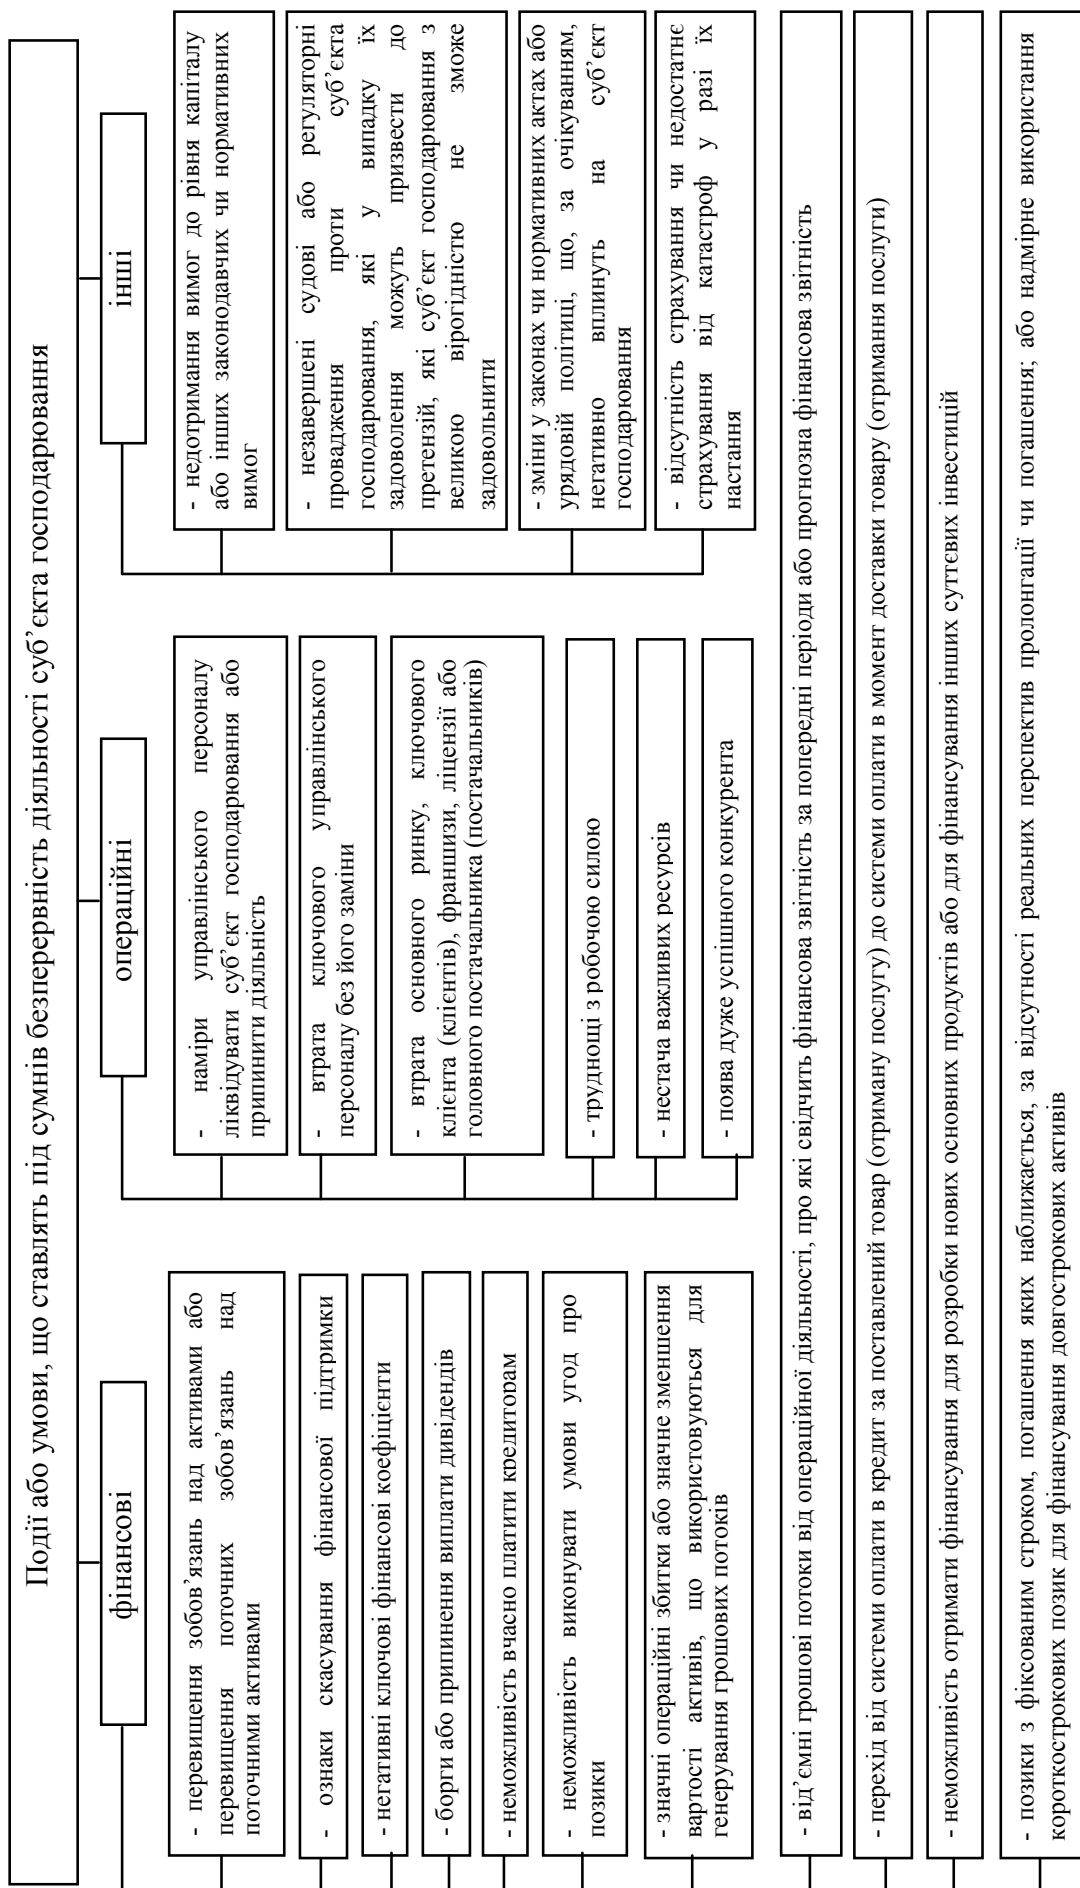 Події або умови, що ставлять під сумнів безперервність діяльності суб’єкта господарювання
фінансові
- перевищення зобов’язань над активами або
перевищення поточних зобов’язань над
поточними активами
- ознаки скасування фінансової підтримки
- негативні ключові фінансові коефіцієнти
- борги або припинення виплати дивідендів
- неможливість вчасно платити кредиторам
- неможливість виконувати умови угод про
позики
- значні операційні збитки або значне зменшення
вартості активів, що використовуються для
генерування грошових потоків
- від’ємні грошові потоки від операційної діяльності, про які свідчить фінансова звітність за попередні періоди або прогнозна фінансова звітність
- перехід від системи оплати в кредит за поставлений товар (отриману послугу) до системи оплати в момент доставки товару (отримання послуги)
- неможливість отримати фінансування для розробки нових основних продуктів або для фінансування інших суттєвих інвестицій
- позики з фіксованим строком, погашення яких наближається, за відсутності реальних перспектив пролонгації чи погашення; або надмірне використання
короткострокових позик для фінансування довгострокових активів
операційні
- наміри управлінського персоналу
ліквідувати суб’єкт господарювання або
припинити діяльність
- втрата ключового управлінського
персоналу без його заміни
- втрата основного ринку, ключового
клієнта (клієнтів), франшизи, ліцензії або
головного постачальника (постачальників)
- труднощі з робочою силою
- нестача важливих ресурсів
- поява дуже успішного конкурента
інші
- недотримання вимог до рівня капіталу
або інших законодавчих чи нормативних
вимог
- незавершені судові або регуляторні
провадження проти суб’єкта
господарювання, які у випадку їх
задоволення можуть призвести до
претензій, які суб’єкт господарювання з
великою вірогідністю не зможе
задовольнити
- зміни у законах чи нормативних актах або
урядовій політиці, що, за очікуванням,
негативно вплинуть на суб’єкт
господарювання
- відсутність страхування чи недостатнє
страхування від катастроф у разі їх
настання